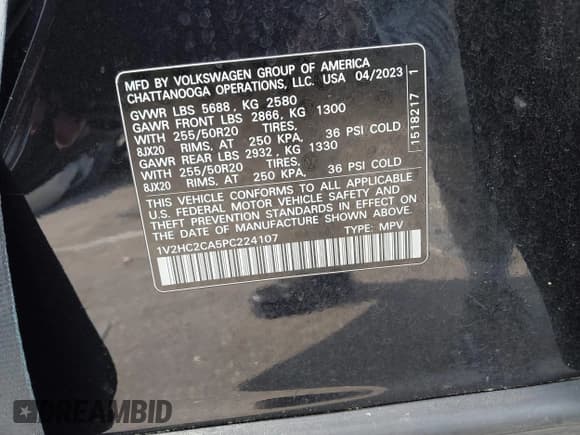 MFD BY VOLKSWAGEN GROUP OF AMERICA
CHATTANOOGA OPERATIONS, LLC. USA 04/2023
GVWR LBS 5688, KG 2580
GAWR FRONT LBS 2866, KG 1300
WITH 255/50R20 TIRES,
8JX20 RIMS, AT 250 KPA, 36 PSI COLD
GAWR REAR LBS 2932, KG 1330
WITH 255/50R20 TIRES,
8JX20 RIMS, AT 250 KPA, 36 PSI COLD
THIS VEHICLE CONFORMS TO ALL APPLICABLE
U.S. FEDERAL MOTOR VEHICLE SAFETY AND
THEFT PREVENTION STANDARDS IN EFFECT ON
THE DATE OF MANUFACTURE SHOWN ABOVE.
1V2HC2CA5PC224107 TYPE: MPV
1518217 1
DREAMBID